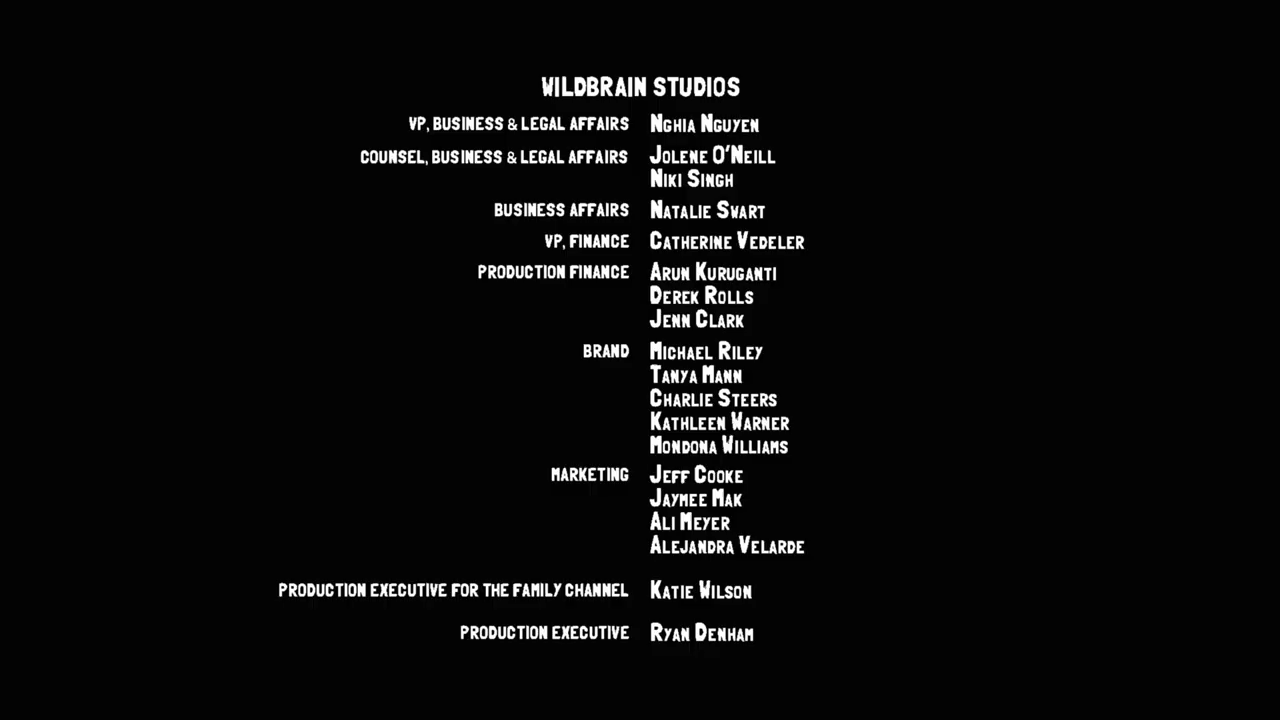 WILDBRAIN STUDIOS
VP, BUSINESS & LEGAL AFFAIRS NGHIA NGUYEN
COUNSEL, BUSINESS & LEGAL AFFAIRS JOLENE O'NEILL
NIKI SINGH
BUSINESS AFFAIRS NATALIE SWART
VP, FINANCE CATHERINE VEDELER
PRODUCTION FINANCE ARUN KURUGANTI
DEREK ROLLS
JENN CLARK
BRAND MICHAEL RILEY
TANYA MANN
CHARLIE STEERS
KATHLEEN WARNER
MONDONA WILLIAMS
MARKETING JEFF COOKE
JAYMEE MAK
ALI MEYER
ALEJANDRA VELARDE
PRODUCTION EXECUTIVE FOR THE FAMILY CHANNEL KATIE WILSON
PRODUCTION EXECUTIVE RYAN DENHAM